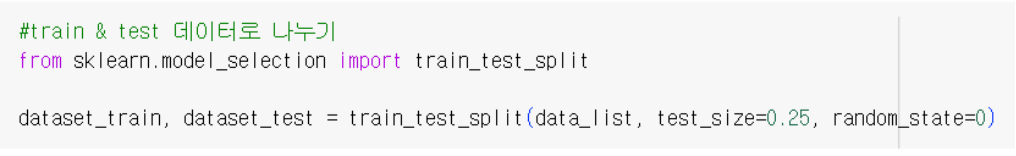 #train & test 데이터로 나누기
from sklearn.model_selection import train_test_split
dataset_train, dataset_test = train_test_split(data_list, test_size=0.25, random_state=0)